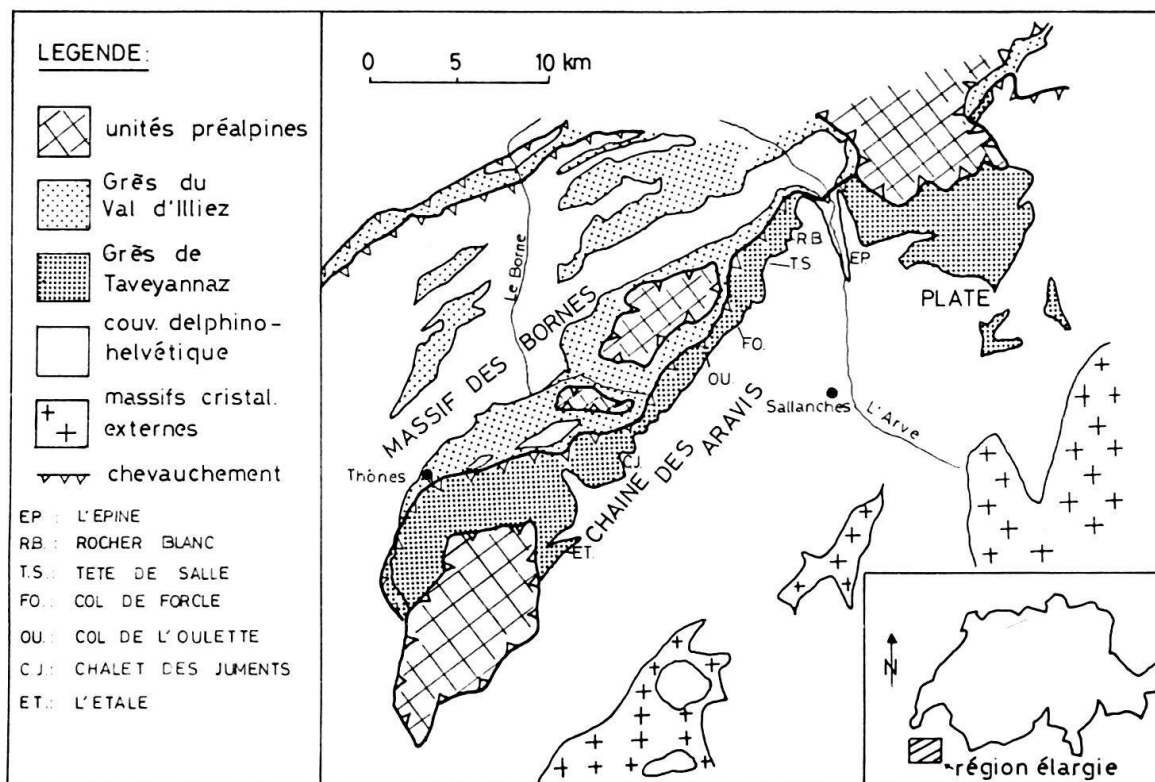 LEGENDE:
unités préalpines
Grès du
Val d'Illiez
Grès de
Taveyannaz
couv. delphino-
helvétique
massifs cristal.
externes
chevauchement
EP : L'EPINE
RB : ROCHER BLANC
T.S. : TETE DE SALLE
FO. : COL DE FORCLE
OU. : COL DE L'OULETTE
C.J. : CHALET DES JUMENTS
ET. : L'ETALE
0 5 10 km
Le Borne
R.B.
T.S.
EP
PLATE
FO.
OU.
MASSIF DES BORNES
Sallanches
L'Arve
CHAINE DES ARAVIS
C.J.
Thônes
ET.
N
région élargie